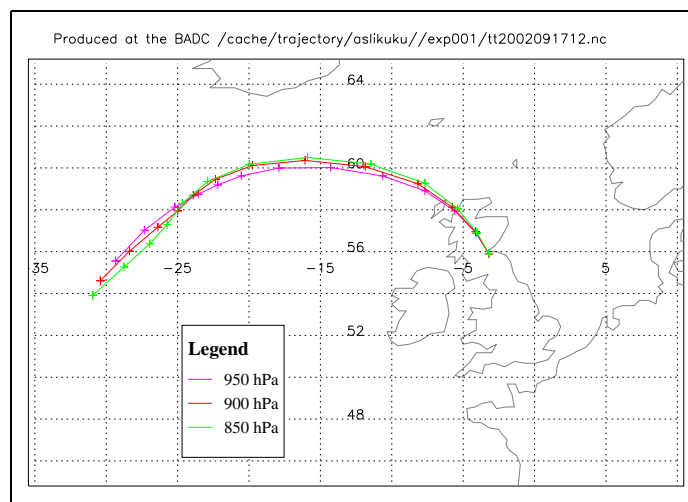 Produced at the BADC /cache/trajectory/aslikuku//exp001/tt2002091712.nc
64
60
56
-35 -25 -15 -5 5
52
Legend
950 hPa
900 hPa
850 hPa
48